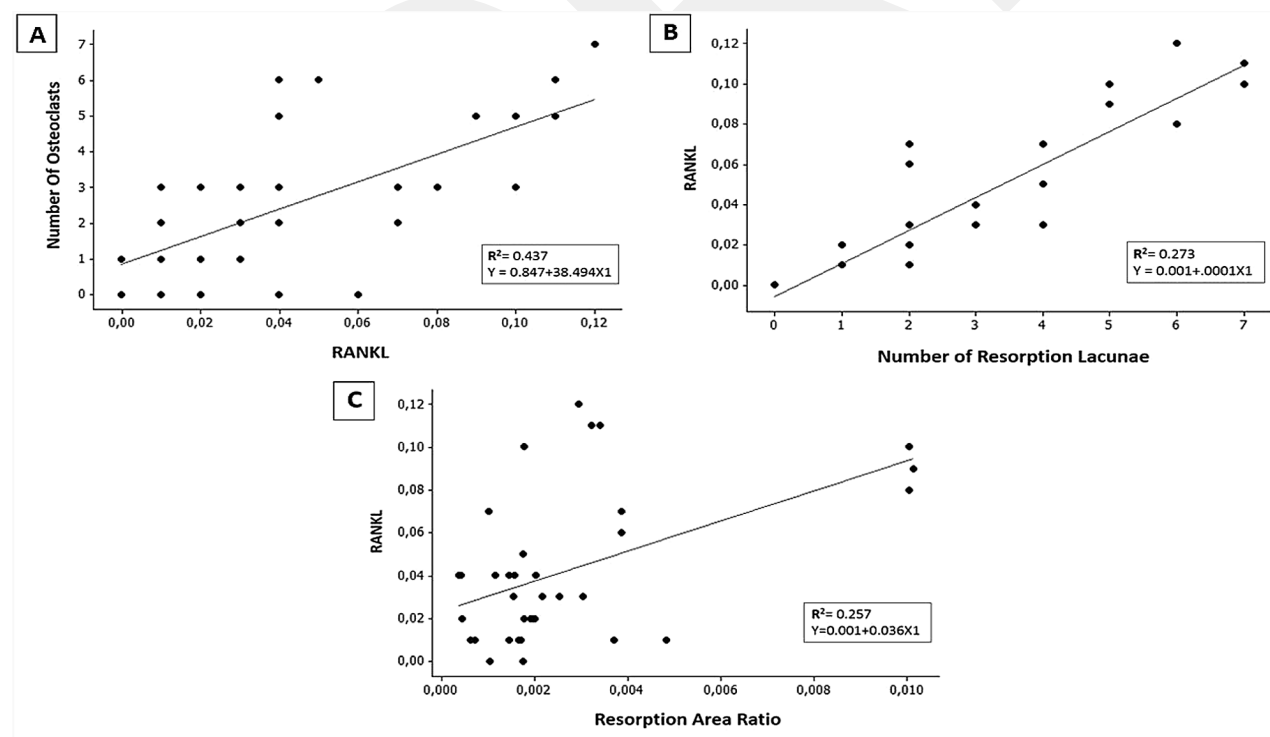 A
Number Of Osteoclasts
7
6
5
4
3
2
1
0
R²= 0.437
Y = 0.847+38.494X1
0,00 0,02 0,04 0,06 0,08 0,10 0,12
RANKL
B
RANKL
0,12
0,10
0,08
0,06
0,04
0,02
0,00
R²= 0.273
Y = 0.001+.0001X1
0 1 2 3 4 5 6 7
Number of Resorption Lacunae
C
RANKL
0,12
0,10
0,08
0,06
0,04
0,02
0,00
R²= 0.257
Y=0.001+0.036X1
0,000 0,002 0,004 0,006 0,008 0,010
Resorption Area Ratio